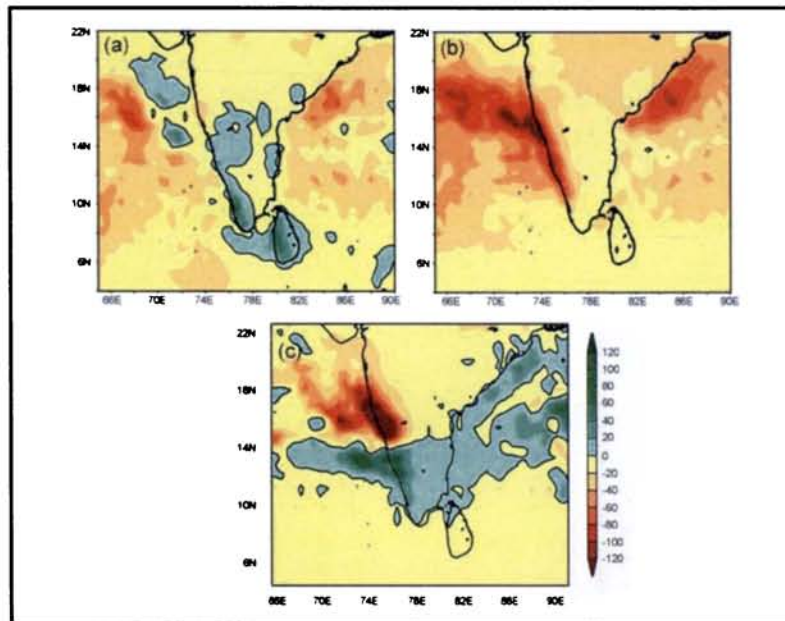 22N
(a)
18N
14N
10N
6N
66E 70E 74E 78E 82E 86E 90E
22N
(b)
18N
14N
10N
6N
66E 70E 74E 78E 82E 86E 90E
22N
(c)
18N
14N
10N
6N
66E 70E 74E 78E 82E 86E 90E
120
100
80
60
40
20
0
-20
-40
-60
-80
-100
-120